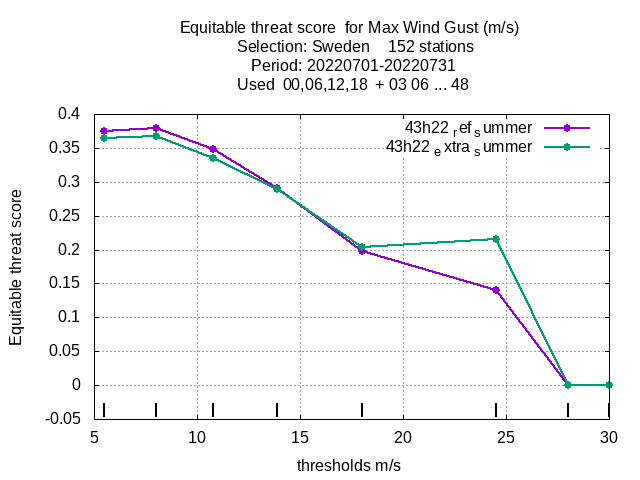 Equitable threat score for Max Wind Gust (m/s)
Selection: Sweden 152 stations
Period: 20220701-20220731
Used 00,06,12,18 + 03 06 ... 48
43h22 ref summer
43h22 extra summer
Equitable threat score
0.4
0.35
0.3
0.25
0.2
0.15
0.1
0.05
0
-0.05
5 10 15 20 25 30
thresholds m/s